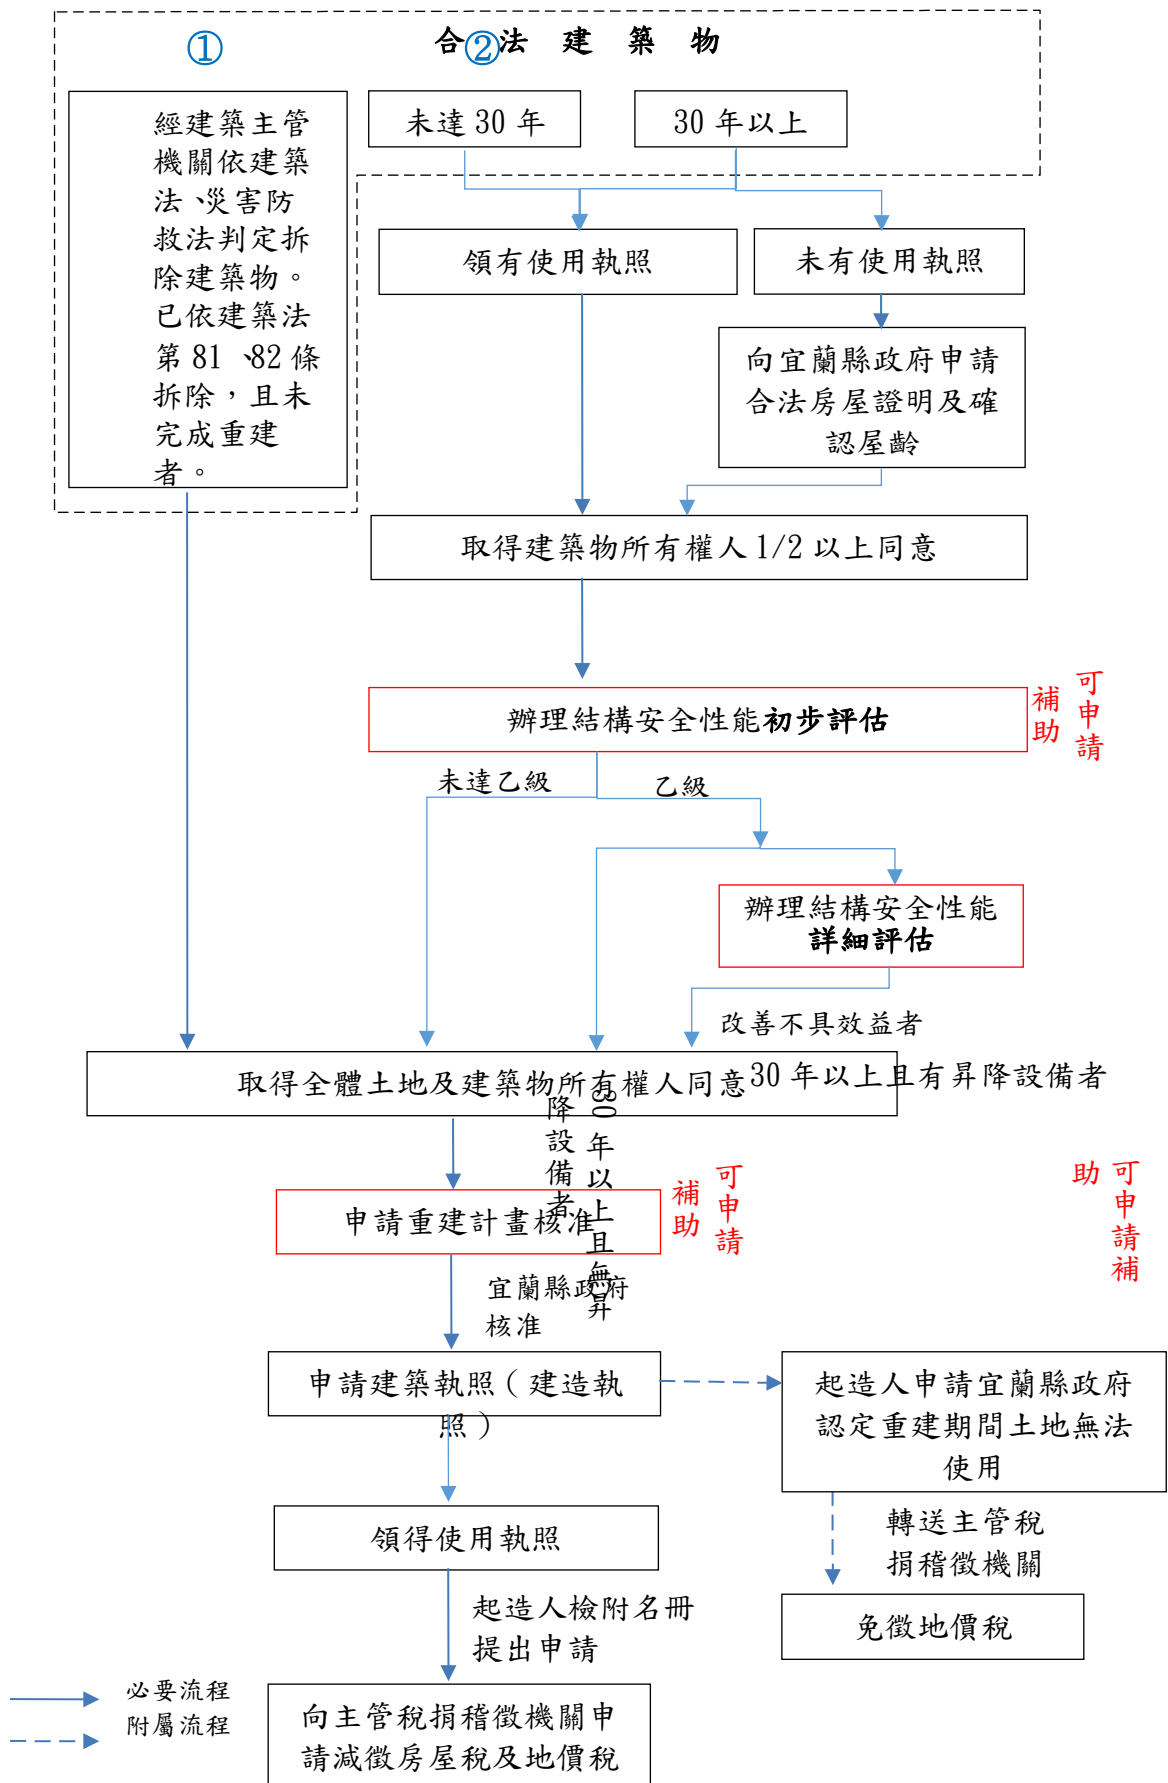 ①
合法建築物
②
經建築主管
機關依建築
法、災害防
救法判定拆
除建築物。
已依建築法
第 81、82 條
拆除，且未
完成重建
者。
未達 30 年
30 年以上
領有使用執照
未有使用執照
向宜蘭縣政府申請
合法房屋證明及確
認屋齡
取得建築物所有權人 1/2 以上同意
辦理結構安全性能初步評估
可申請
補助
未達乙級
乙級
辦理結構安全性能
詳細評估
改善不具效益者
取得全體土地及建築物所有權人同意
30 年以上且有昇降設備者
30 年以上且無昇
降設備者
申請重建計畫核准
可申請
補助
可申請補
助
宜蘭縣政府
核准
申請建築執照（建造執
照）
起造人申請宜蘭縣政府
認定重建期間土地無法
使用
轉送主管稅
捐稽徵機關
領得使用執照
免徵地價稅
起造人檢附名冊
提出申請
必要流程
附屬流程
向主管稅捐稽徵機關申
請減徵房屋稅及地價稅